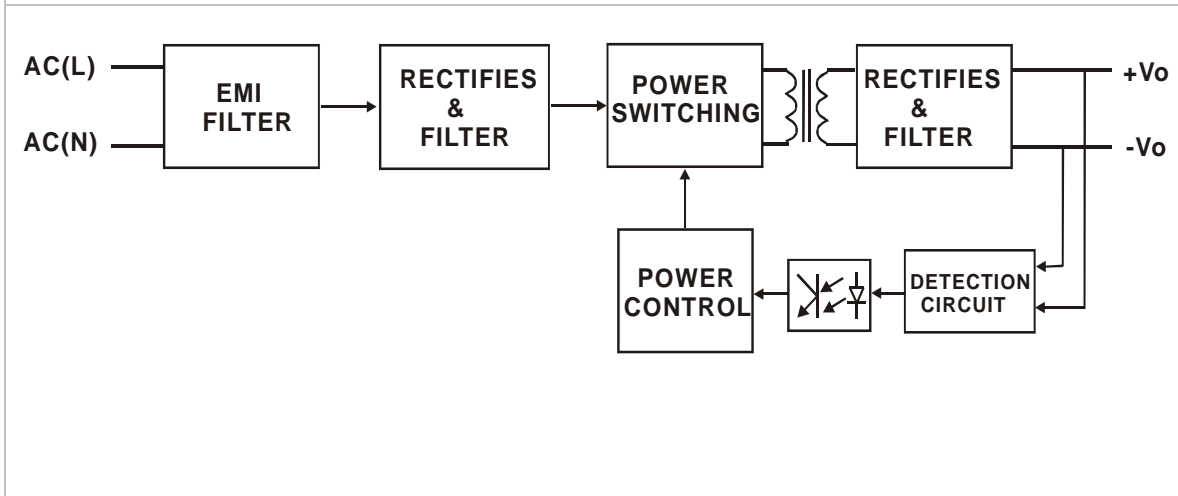 AC(L)
AC(N)
EMI
FILTER
RECTIFIES
&
FILTER
POWER
SWITCHING
RECTIFIES
&
FILTER
+Vo
-Vo
POWER
CONTROL
DETECTION
CIRCUIT